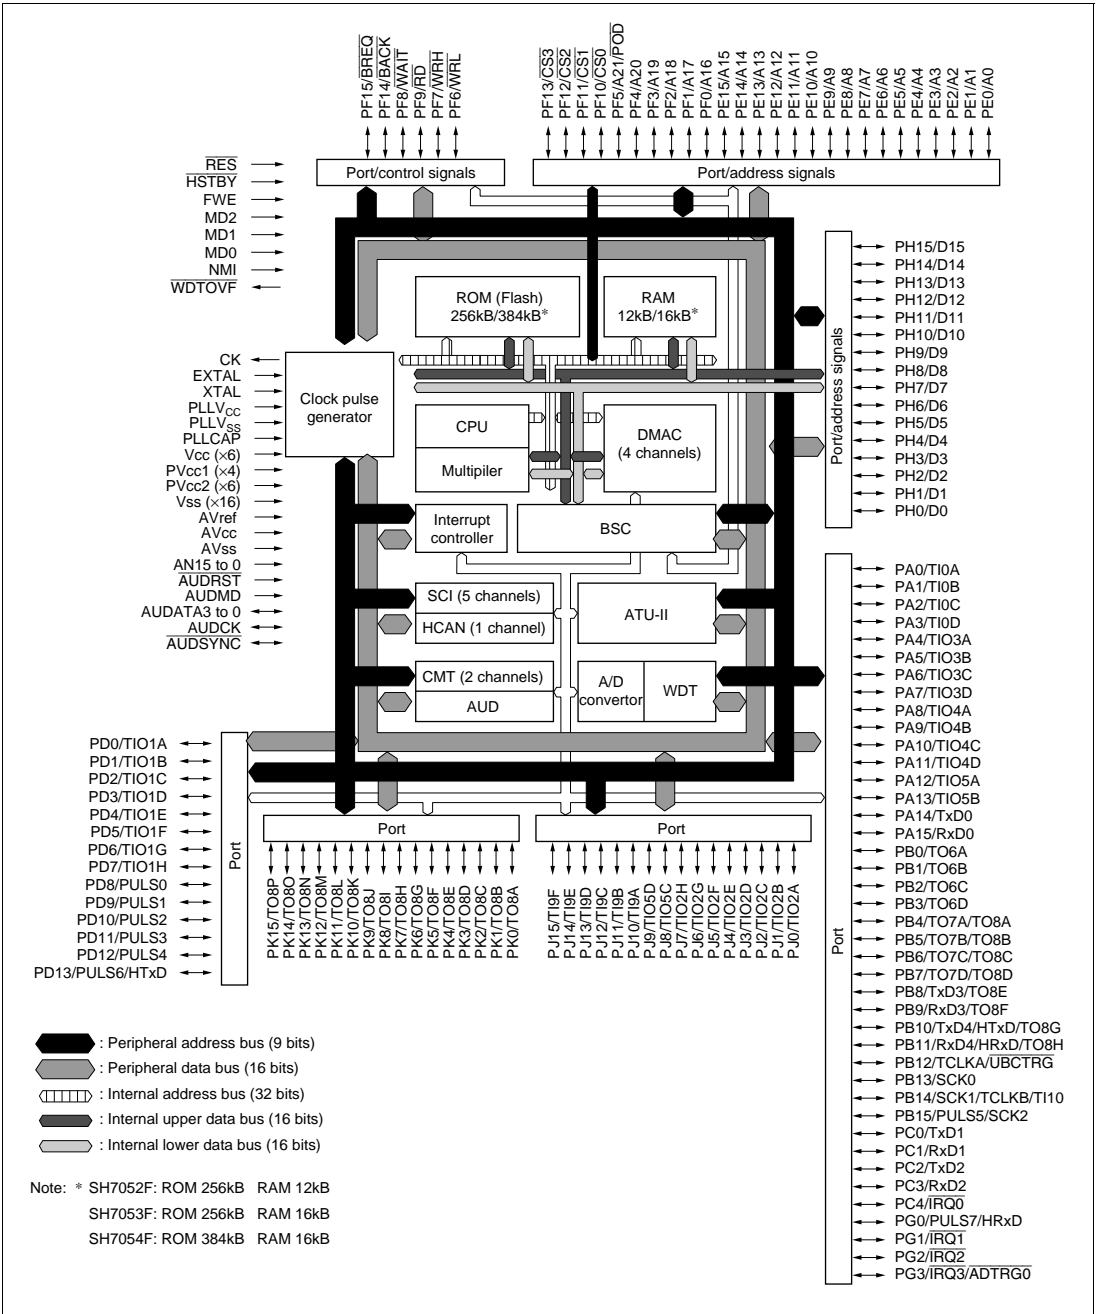 PF15/BREQ
PF14/BACK
PF8/WAIT
PF9/RD
PF7/WRH
PF6/WRL
PF13/CS3
PF12/CS2
PF11/CS1
PF10/CS0
PF5/A21/POD
PF4/A20
PF3/A19
PF2/A18
PF1/A17
PF0/A16
PE15/A15
PE14/A14
PE13/A13
PE12/A12
PE11/A11
PE10/A10
PE9/A9
PE8/A8
PE7/A7
PE6/A6
PE5/A5
PE4/A4
PE3/A3
PE2/A2
PE1/A1
PE0/A0
Port/control signals
Port/address signals
RES
HSTBY
FWE
MD2
MD1
MD0
NMI
WDTOVF
CK
EXTAL
XTAL
PLLVCC
PLLVSS
PLLCAP
Vcc (×6)
PVcc1 (×4)
PVcc2 (×6)
Vss (×16)
AVref
AVcc
AVss
AN15 to 0
AUDRST
AUDMD
AUDATA3 to 0
AUDCK
AUDSYNC
ROM (Flash)
256kB/384kB*
RAM
12kB/16kB*
Clock pulse
generator
CPU
Multipiler
DMAC
(4 channels)
Interrupt
controller
BSC
SCI (5 channels)
HCAN (1 channel)
ATU-II
CMT (2 channels)
AUD
A/D
convertor
WDT
Port/address signals
PH15/D15
PH14/D14
PH13/D13
PH12/D12
PH11/D11
PH10/D10
PH9/D9
PH8/D8
PH7/D7
PH6/D6
PH5/D5
PH4/D4
PH3/D3
PH2/D2
PH1/D1
PH0/D0
Port
PA0/TI0A
PA1/TI0B
PA2/TI0C
PA3/TI0D
PA4/TIO3A
PA5/TIO3B
PA6/TIO3C
PA7/TIO3D
PA8/TIO4A
PA9/TIO4B
PA10/TIO4C
PA11/TIO4D
PA12/TIO5A
PA13/TIO5B
PA14/TxD0
PA15/RxD0
PB0/TO6A
PB1/TO6B
PB2/TO6C
PB3/TO6D
PB4/TO7A/TO8A
PB5/TO7B/TO8B
PB6/TO7C/TO8C
PB7/TO7D/TO8D
PB8/TxD3/TO8E
PB9/RxD3/TO8F
PB10/TxD4/HTxD/TO8G
PB11/RxD4/HRxD/TO8H
PB12/TCLKA/UBCTRG
PB13/SCK0
PB14/SCK1/TCLKB/TI10
PB15/PULS5/SCK2
PC0/TxD1
PC1/RxD1
PC2/TxD2
PC3/RxD2
PC4/IRQ0
PG0/PULS7/HRxD
PG1/IRQ1
PG2/IRQ2
PG3/IRQ3/ADTRG0
PD0/TIO1A
PD1/TIO1B
PD2/TIO1C
PD3/TIO1D
PD4/TIO1E
PD5/TIO1F
PD6/TIO1G
PD7/TIO1H
PD8/PULS0
PD9/PULS1
PD10/PULS2
PD11/PULS3
PD12/PULS4
PD13/PULS6/HTxD
Port
Port
Port
PK15/TO8P
PK14/TO8O
PK13/TO8N
PK12/TO8M
PK11/TO8L
PK10/TO8K
PK9/TO8J
PK8/TO8I
PK7/TO8H
PK6/TO8G
PK5/TO8F
PK4/TO8E
PK3/TO8D
PK2/TO8C
PK1/TO8B
PK0/TO8A
PJ15/TI9F
PJ14/TI9E
PJ13/TI9D
PJ12/TI9C
PJ11/TI9B
PJ10/TI9A
PJ9/TIO5D
PJ8/TIO5C
PJ7/TIO2H
PJ6/TIO2G
PJ5/TIO2F
PJ4/TIO2E
PJ3/TIO2D
PJ2/TIO2C
PJ1/TIO2B
PJ0/TIO2A
: Peripheral address bus (9 bits)
: Peripheral data bus (16 bits)
: Internal address bus (32 bits)
: Internal upper data bus (16 bits)
: Internal lower data bus (16 bits)
Note: * SH7052F: ROM 256kB RAM 12kB
SH7053F: ROM 256kB RAM 16kB
SH7054F: ROM 384kB RAM 16kB